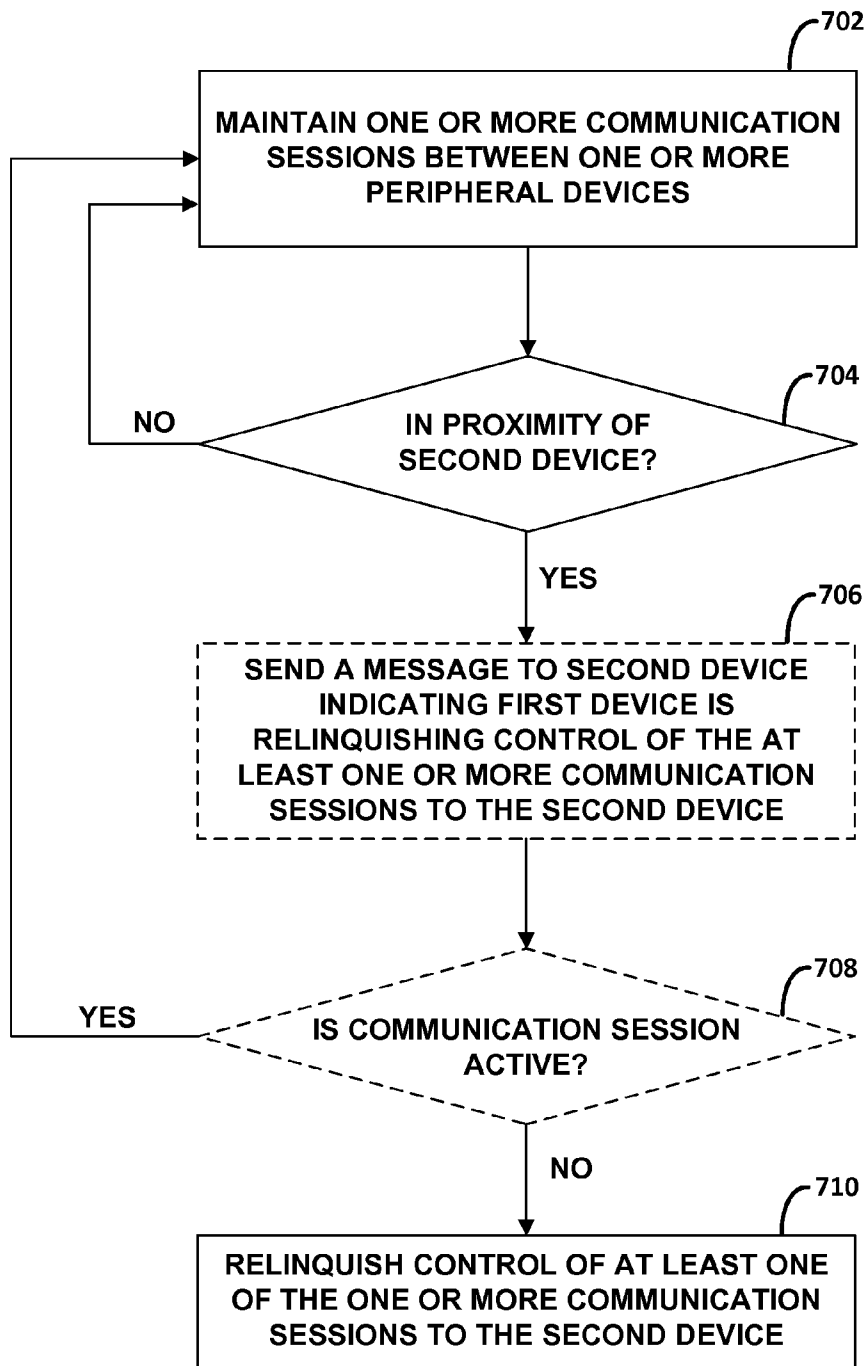 702
MAINTAIN ONE OR MORE COMMUNICATION
SESSIONS BETWEEN ONE OR MORE
PERIPHERAL DEVICES
704
NO
IN PROXIMITY OF
SECOND DEVICE?
YES
706
SEND A MESSAGE TO SECOND DEVICE
INDICATING FIRST DEVICE IS
RELINQUISHING CONTROL OF THE AT
LEAST ONE OR MORE COMMUNICATION
SESSIONS TO THE SECOND DEVICE
708
YES
IS COMMUNICATION SESSION
ACTIVE?
NO
710
RELINQUISH CONTROL OF AT LEAST ONE
OF THE ONE OR MORE COMMUNICATION
SESSIONS TO THE SECOND DEVICE